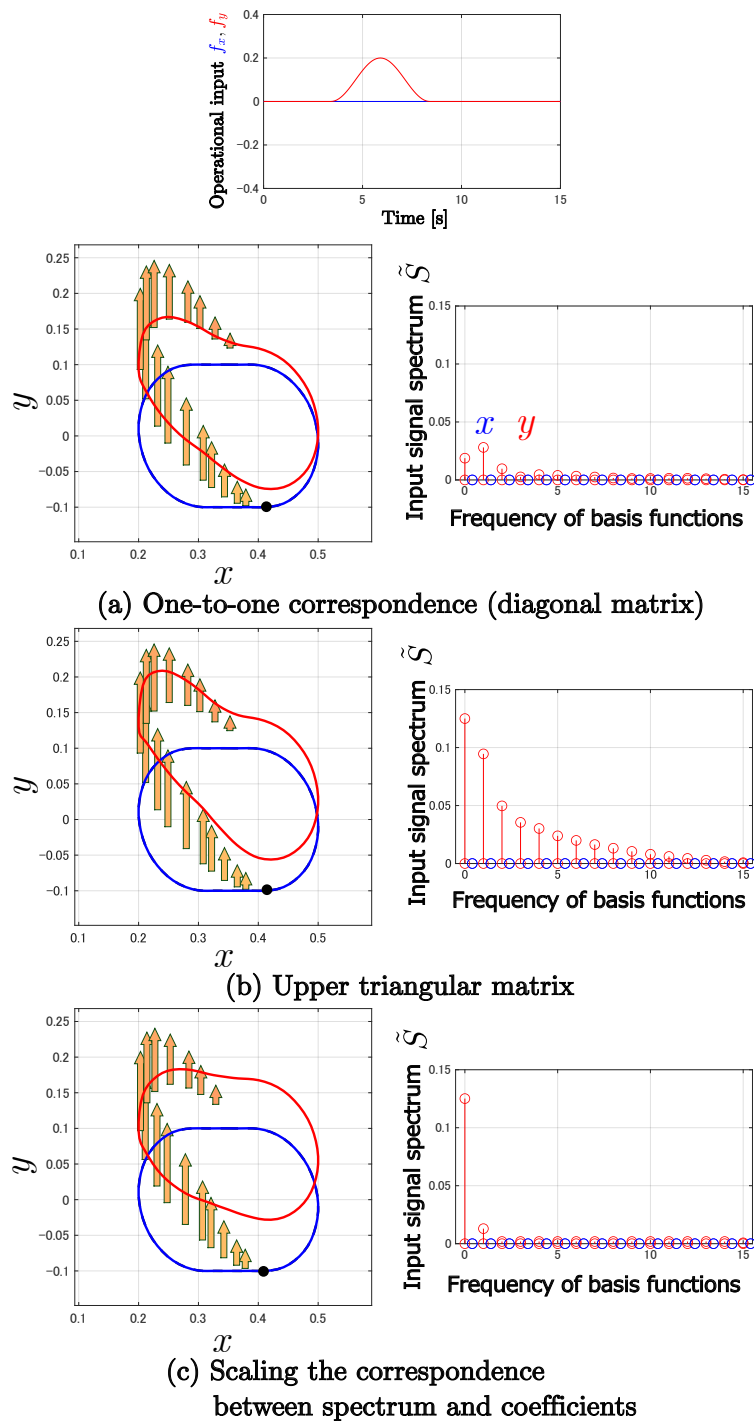 Operational input f_x, f_y
0.4
0.2
0
−0.2
−0.4
0 5 10 15
Time [s]
y
0.25
0.2
0.15
0.1
0.05
0
−0.05
−0.1
0.1 0.2 0.3 0.4 0.5
x
Input signal spectrum S̃
0.15
0.1
0.05
0
x y
0 5 10 15
Frequency of basis functions
(a) One-to-one correspondence (diagonal matrix)
y
0.25
0.2
0.15
0.1
0.05
0
−0.05
−0.1
0.1 0.2 0.3 0.4 0.5
x
Input signal spectrum S̃
0.15
0.1
0.05
0
0 5 10 15
Frequency of basis functions
(b) Upper triangular matrix
y
0.25
0.2
0.15
0.1
0.05
0
−0.05
−0.1
0.1 0.2 0.3 0.4 0.5
x
Input signal spectrum S̃
0.15
0.1
0.05
0
0 5 10 15
Frequency of basis functions
(c) Scaling the correspondence
between spectrum and coefficients